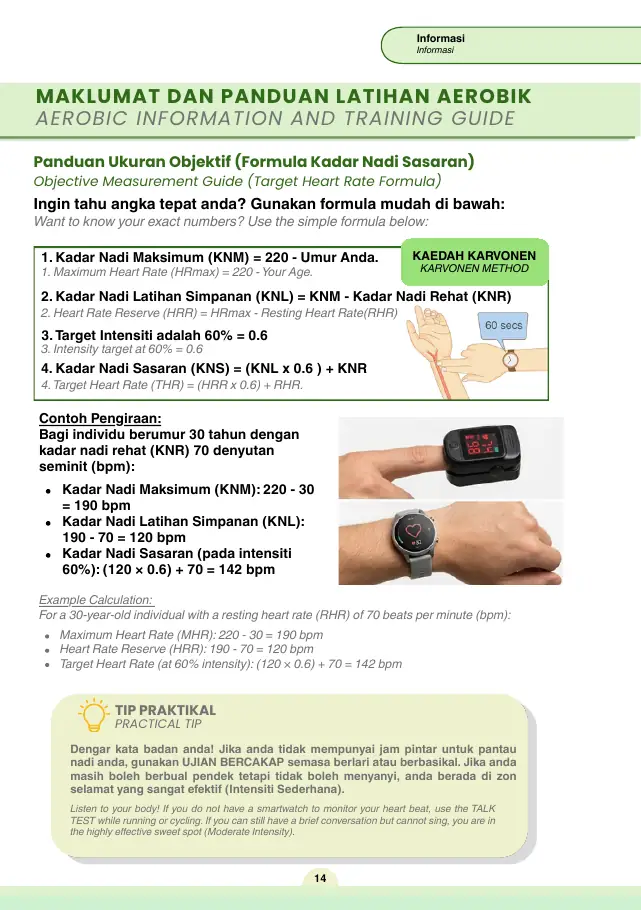 Informasi
Informasi
MAKLUMAT DAN PANDUAN LATIHAN AEROBIK
AEROBIC INFORMATION AND TRAINING GUIDE
Panduan Ukuran Objektif (Formula Kadar Nadi Sasaran)
Objective Measurement Guide (Target Heart Rate Formula)
Ingin tahu angka tepat anda? Gunakan formula mudah di bawah:
Want to know your exact numbers? Use the simple formula below:
KAEDAH KARVONEN
KARVONEN METHOD
1. Kadar Nadi Maksimum (KNM) = 220 - Umur Anda.
1. Maximum Heart Rate (HRmax) = 220 - Your Age.
2. Kadar Nadi Latihan Simpanan (KNL) = KNM - Kadar Nadi Rehat (KNR)
2. Heart Rate Reserve (HRR) = HRmax - Resting Heart Rate(RHR)
60 secs
3. Target Intensiti adalah 60% = 0.6
3. Intensity target at 60% = 0.6
4. Kadar Nadi Sasaran (KNS) = (KNL x 0.6 ) + KNR
4. Target Heart Rate (THR) = (HRR x 0.6) + RHR.
Contoh Pengiraan:
Bagi individu berumur 30 tahun dengan
kadar nadi rehat (KNR) 70 denyutan
seminit (bpm):
• Kadar Nadi Maksimum (KNM): 220 - 30
= 190 bpm
• Kadar Nadi Latihan Simpanan (KNL):
190 - 70 = 120 bpm
• Kadar Nadi Sasaran (pada intensiti
60%): (120 × 0.6) + 70 = 142 bpm
Example Calculation:
For a 30-year-old individual with a resting heart rate (RHR) of 70 beats per minute (bpm):
• Maximum Heart Rate (MHR): 220 - 30 = 190 bpm
• Heart Rate Reserve (HRR): 190 - 70 = 120 bpm
• Target Heart Rate (at 60% intensity): (120 × 0.6) + 70 = 142 bpm
TIP PRAKTIKAL
PRACTICAL TIP
Dengar kata badan anda! Jika anda tidak mempunyai jam pintar untuk pantau
nadi anda, gunakan UJIAN BERCAKAP semasa berlari atau berbasikal. Jika anda
masih boleh berbual pendek tetapi tidak boleh menyanyi, anda berada di zon
selamat yang sangat efektif (Intensiti Sederhana).
Listen to your body! If you do not have a smartwatch to monitor your heart beat, use the TALK
TEST while running or cycling. If you can still have a brief conversation but cannot sing, you are in
the highly effective sweet spot (Moderate Intensity).
14